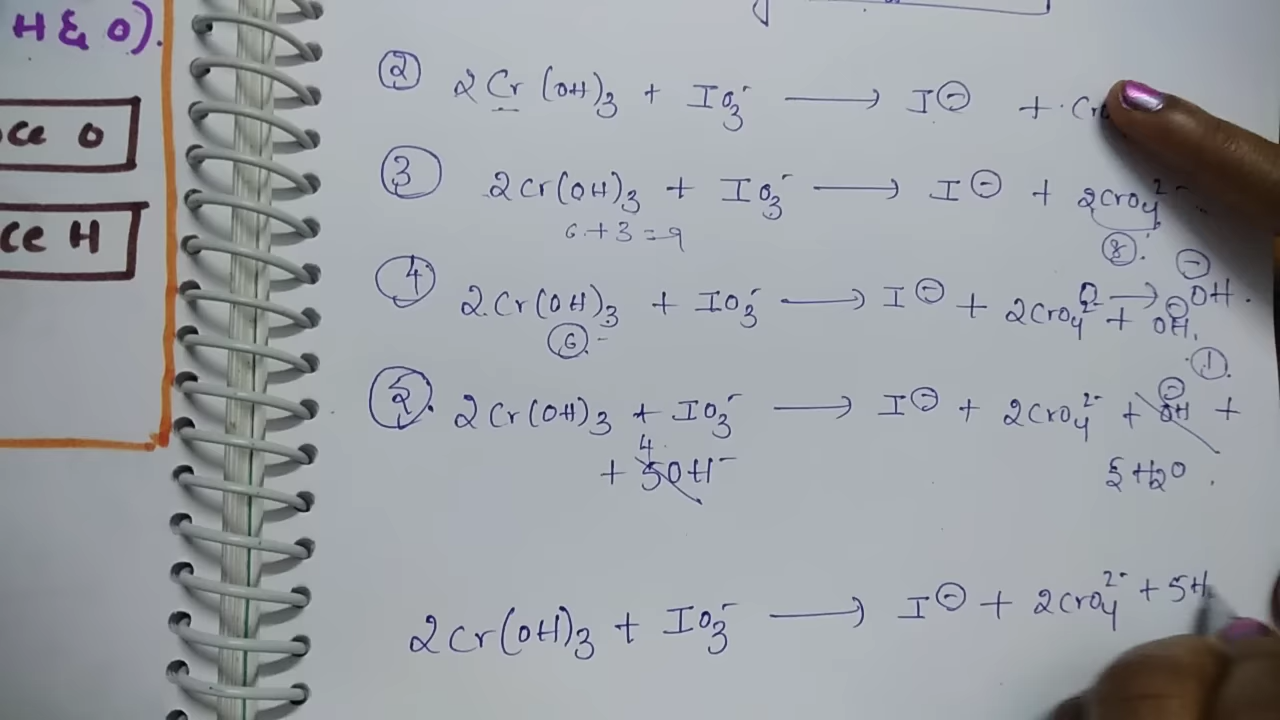 H & O).
ce O
ce H
② 2Cr(OH)₃ + IO₃⁻ ⟶ I⊖ + Cr
③ 2Cr(OH)₃ + IO₃⁻ ⟶ I⊖ + 2CrO₄²⁻
6+3=9
⑧
④ 2Cr(OH)₃ + IO₃⁻ ⟶ I⊖ + 2CrO₄ + OH⊖
O → OH⊖.
⑥
①
⑤. 2Cr(OH)₃ + IO₃⁻ ⟶ I⊖ + 2CrO₄²⁻ + OH⊖ +
+ 5OH⁻ 5H₂O
4
2Cr(OH)₃ + IO₃⁻ ⟶ I⊖ + 2CrO₄²⁻ + 5H